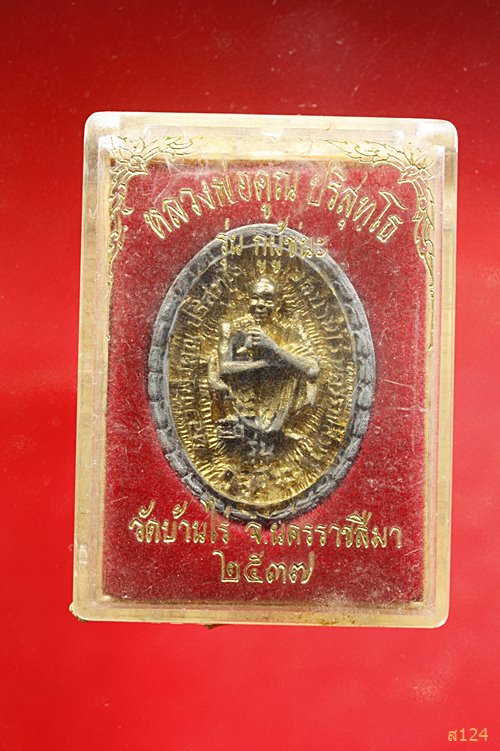 หลวงพ่อคูณ ปริสุทฺโธ
รุ่น กูผู้ชนะ
วัดบ้านไร่ จ.นครราชสีมา
๒๕๓๗
ส124